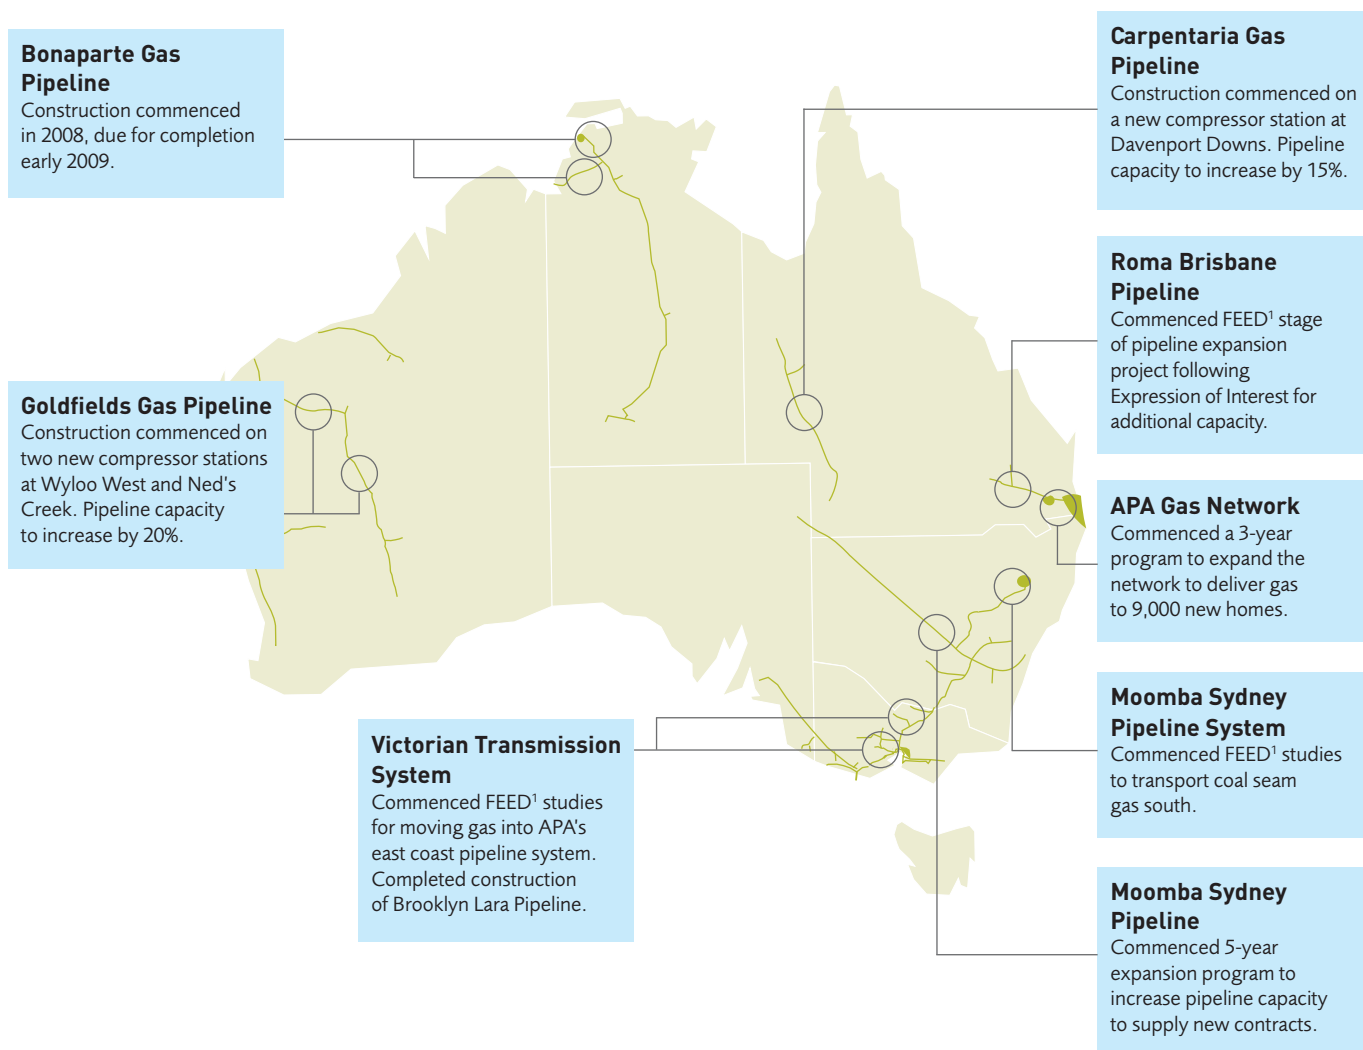 Bonaparte Gas
Pipeline
Construction commenced
in 2008, due for completion
early 2009.
Goldfields Gas Pipeline
Construction commenced on
two new compressor stations
at Wyloo West and Ned's
Creek. Pipeline capacity
to increase by 20%.
Victorian Transmission
System
Commenced FEED¹ studies
for moving gas into APA's
east coast pipeline system.
Completed construction
of Brooklyn Lara Pipeline.
Carpentaria Gas
Pipeline
Construction commenced on
a new compressor station at
Davenport Downs. Pipeline
capacity to increase by 15%.
Roma Brisbane
Pipeline
Commenced FEED¹ stage
of pipeline expansion
project following
Expression of Interest for
additional capacity.
APA Gas Network
Commenced a 3-year
program to expand the
network to deliver gas
to 9,000 new homes.
Moomba Sydney
Pipeline System
Commenced FEED¹ studies
to transport coal seam
gas south.
Moomba Sydney
Pipeline
Commenced 5-year
expansion program to
increase pipeline capacity
to supply new contracts.